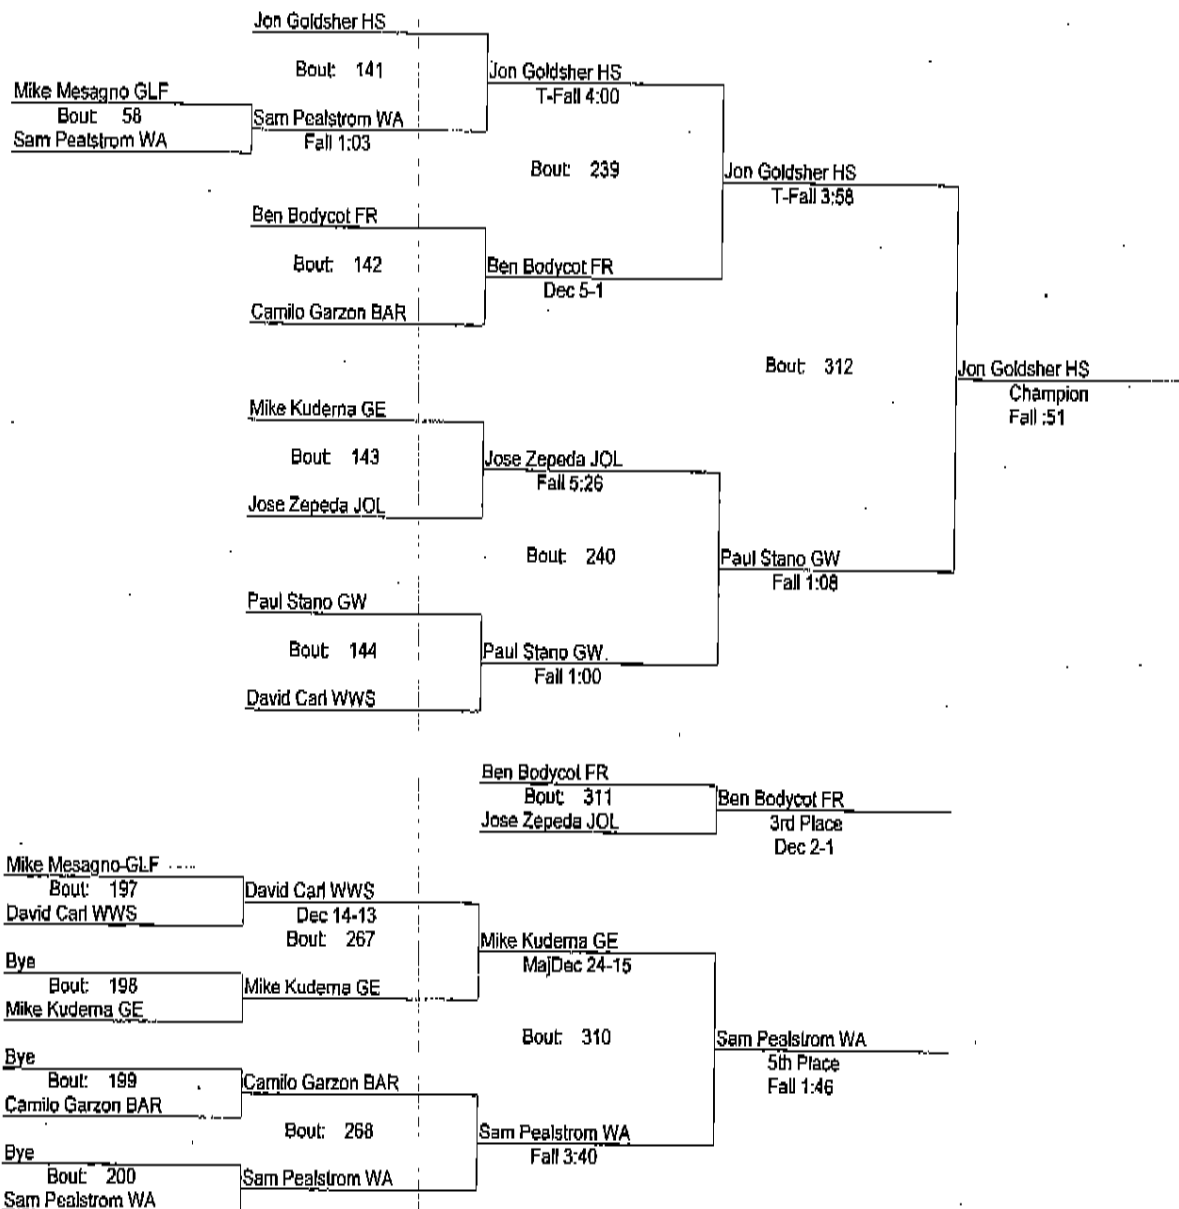 Jon Goldsher HS
Bout: 141
Jon Goldsher HS
T-Fall 4:00
Mike Mesagno GLF
Bout: 58
Sam Pealstrom WA
Sam Pealstrom WA
Fall 1:03
Bout: 239
Jon Goldsher HS
T-Fall 3:58
Ben Bodycot FR
Bout: 142
Ben Bodycot FR
Dec 5-1
Camilo Garzon BAR
Bout: 312
Jon Goldsher HS
Champion
Fall :51
Mike Kuderna GE
Bout: 143
Jose Zepeda JOL
Fall 5:26
Jose Zepeda JOL
Bout: 240
Paul Stano GW
Fall 1:08
Paul Stano GW
Bout: 144
Paul Stano GW
Fall 1:00
David Carl WWS
Ben Bodycot FR
Bout: 311
Jose Zepeda JOL
Ben Bodycot FR
3rd Place
Dec 2-1
Mike Mesagno GLF
Bout: 197
David Carl WWS
David Carl WWS
Dec 14-13
Bout: 267
Mike Kuderna GE
MajDec 24-15
Bye
Bout: 198
Mike Kuderna GE
Mike Kuderna GE
Bout: 310
Sam Pealstrom WA
5th Place
Fall 1:46
Bye
Bout: 199
Camilo Garzon BAR
Camilo Garzon BAR
Bout: 268
Sam Pealstrom WA
Fall 3:40
Bye
Bout: 200
Sam Pealstrom WA
Sam Pealstrom WA